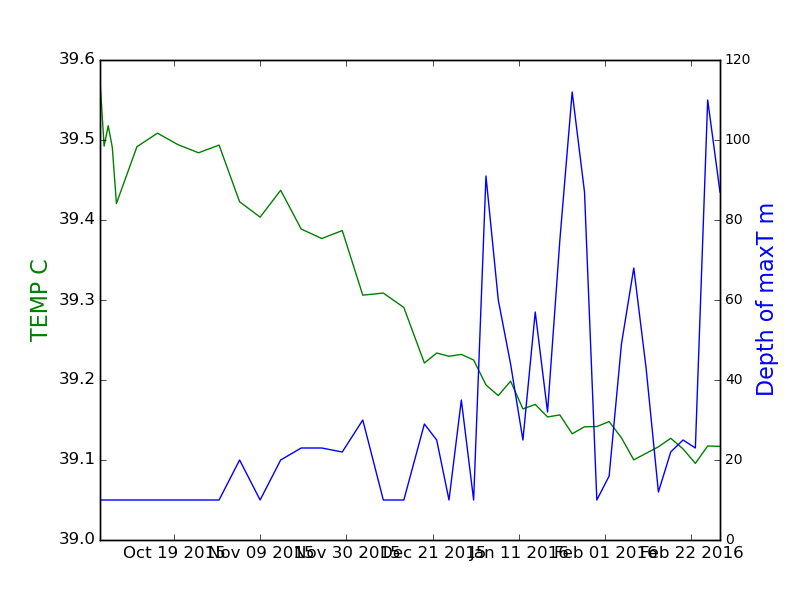 39.6
39.5
39.4
39.3
39.2
39.1
39.0
TEMP C
120
100
80
60
40
20
0
Depth of maxT m
Oct 19 2015
Nov 09 2015
Nov 30 2015
Dec 21 2015
Jan 11 2016
Feb 01 2016
Feb 22 2016